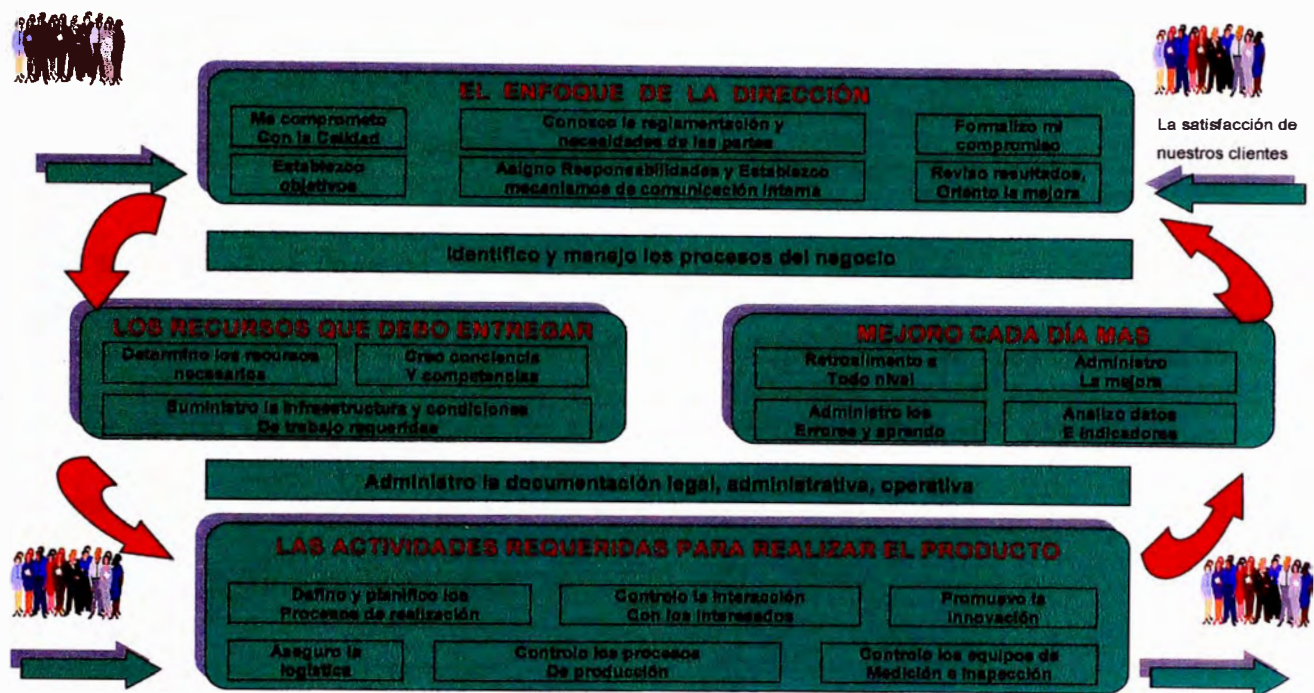 EL ENFOQUE DE LA DIRECCIÓN
Me comprometo
Con la Calidad
Conozco la reglamentación y
necesidades de las partes
Formalizo mi
compromiso
Establezco
objetivos
Asigno Responsabilidades y Establezco
mecanismos de comunicación interna
Reviso resultados,
Oriento la mejora
La satisfacción de
nuestros clientes
Identifico y manejo los procesos del negocio
LOS RECURSOS QUE DEBO ENTREGAR
Determino los recursos
necesarios
Creo conciencia
Y competencias
Suministro la infraestructura y condiciones
De trabajo requeridas
MEJORO CADA DÍA MAS
Retroalimento a
Todo nivel
Administro
La mejora
Administro los
Errores y aprendo
Analizo datos
E indicadores
Administro la documentación legal, administrativa, operativa
LAS ACTIVIDADES REQUERIDAS PARA REALIZAR EL PRODUCTO
Defino y planifico los
Procesos de realización
Controlo la interacción
Con los interesados
Promuevo la
innovación
Aseguro la
logística
Controlo los procesos
De producción
Controlo los equipos de
Medición e inspección